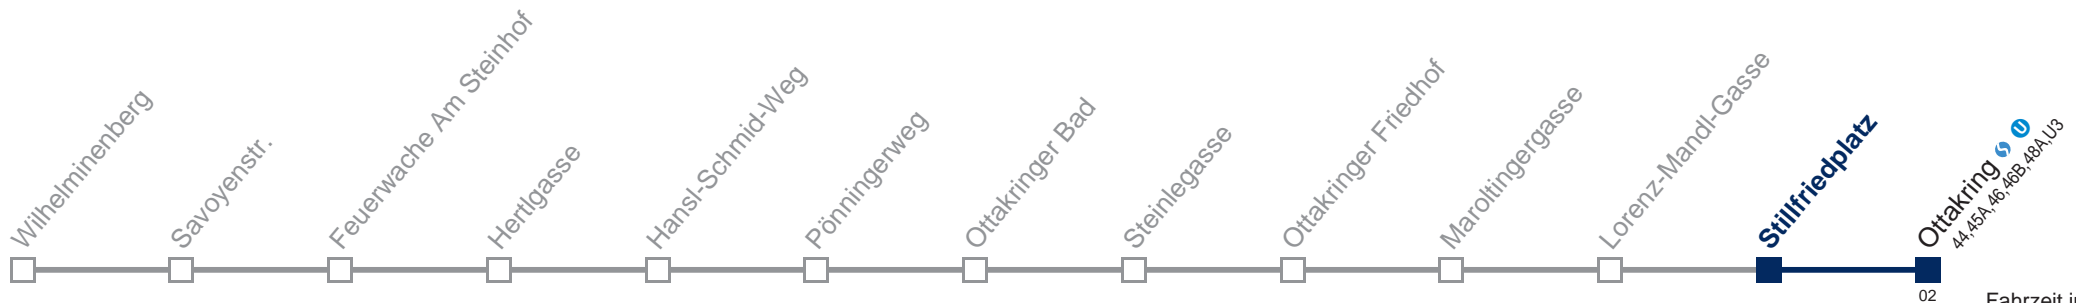 Wilhelminenberg
Savoyenstr.
Feuerwache Am Steinhof
Hertlgasse
Hansl-Schmid-Weg
Pönningerweg
Ottakringer Bad
Steinlegasse
Ottakringer Friedhof
Maroltingergasse
Lorenz-Mandl-Gasse
Stillfriedplatz
Ottakring S U
44,45A,46,46B,48A,U3
02
Fahrzeit i